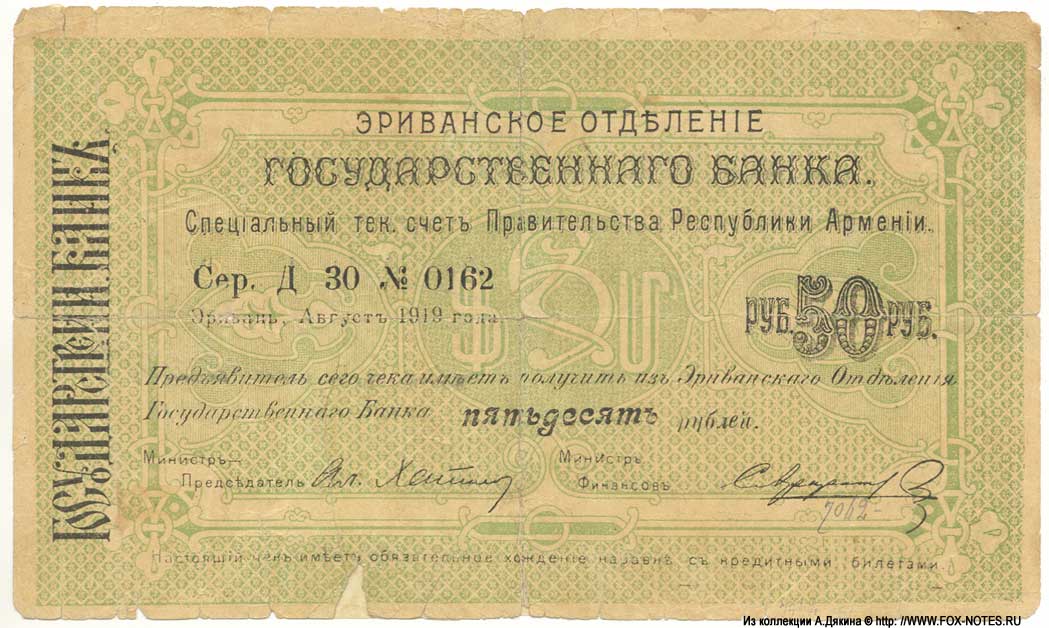 ЭРИВАНСКОЕ ОТДѢЛЕНІЕ
ГОСУДАРСТВЕННАГО БАНКА.
Спеціальный тек. счетъ Правительства Республики Арменіи.
Сер. Д 30 № 0162
Эривань, Августъ 1919 года.
РУБ. 50 РУБ.
Предъявитель сего чека имѣетъ получить изъ Эриванскаго Отдѣленія
Государственнаго Банка пятьдесятъ рублей.
Министръ—
Предсѣдатель
Министръ
Финансовъ
Настоящій чекъ имѣетъ обязательное хожденіе наравнѣ съ кредитными билетами.
ГОСУДАРСТВЕН. БАНКЪ.
Из коллекции А.Дякина © http: //WWW.FOX-NOTES.RU